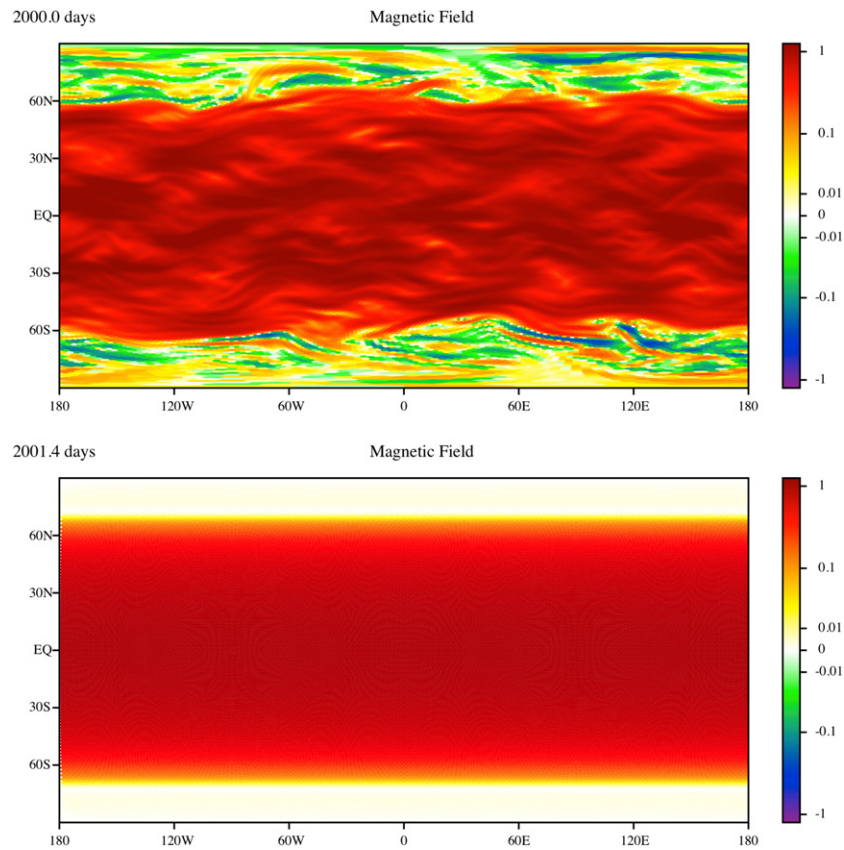 2000.0 days Magnetic Field
1
60N
0.1
30N
0.01
EQ
0
-0.01
30S
-0.1
60S
-1
180 120W 60W 0 60E 120E 180
2001.4 days Magnetic Field
1
60N
0.1
30N
0.01
EQ
0
-0.01
30S
-0.1
60S
-1
180 120W 60W 0 60E 120E 180